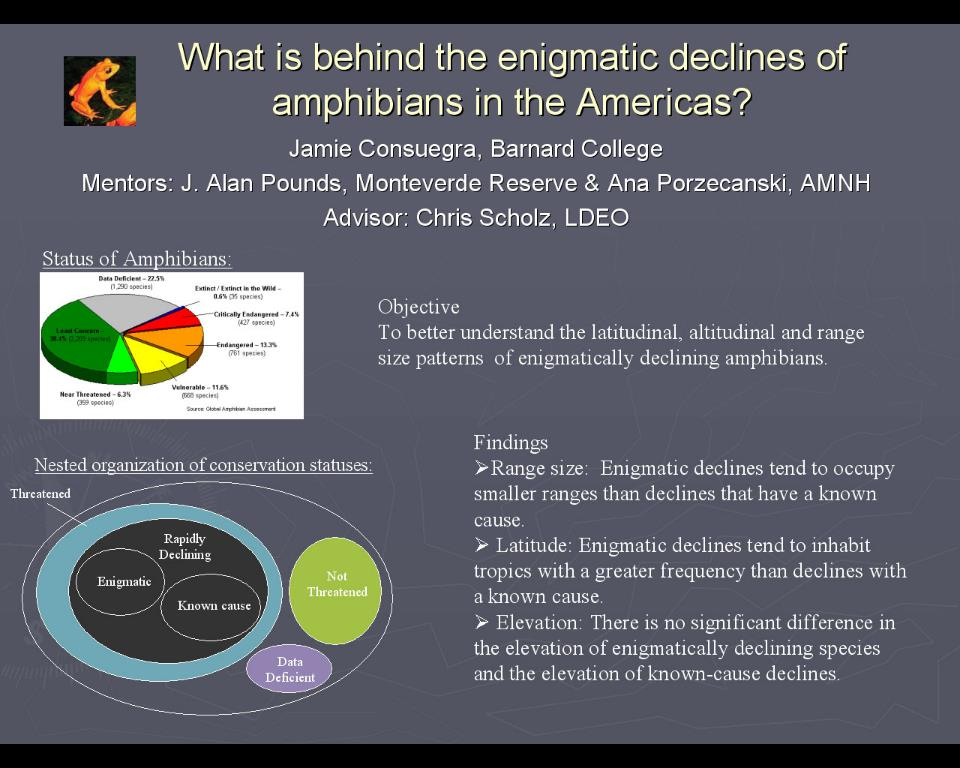 What is behind the enigmatic declines of
amphibians in the Americas?
Jamie Consuegra, Barnard College
Mentors: J. Alan Pounds, Monteverde Reserve & Ana Porzecanski, AMNH
Advisor: Chris Scholz, LDEO
Status of Amphibians:
Data Deficient – 22.5%
(1,290 species)
Extinct / Extinct in the Wild –
0.6% (35 species)
Critically Endangered – 7.4%
(427 species)
Endangered – 13.3%
(761 species)
Vulnerable – 11.6%
(668 species)
Near Threatened – 6.3%
(359 species)
Least Concern –
38.4% (2,203 species)
Source: Global Amphibian Assessment
Objective
To better understand the latitudinal, altitudinal and range
size patterns of enigmatically declining amphibians.
Nested organization of conservation statuses:
Threatened
Rapidly
Declining
Enigmatic
Known cause
Not
Threatened
Data
Deficient
Findings
➢Range size: Enigmatic declines tend to occupy
smaller ranges than declines that have a known
cause.
➢ Latitude: Enigmatic declines tend to inhabit
tropics with a greater frequency than declines with
a known cause.
➢ Elevation: There is no significant difference in
the elevation of enigmatically declining species
and the elevation of known-cause declines.